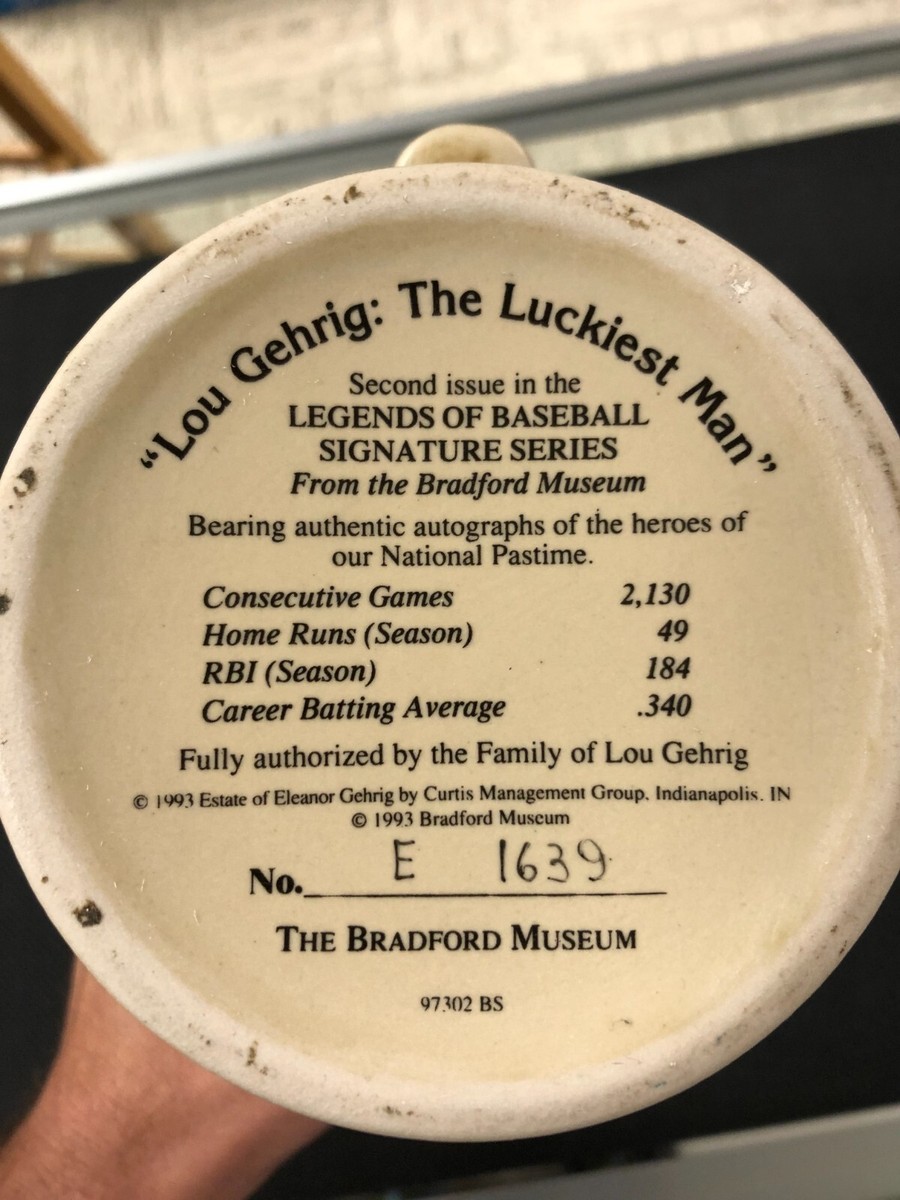 "Lou Gehrig: The Luckiest Man"
Second issue in the
LEGENDS OF BASEBALL
SIGNATURE SERIES
From the Bradford Museum
Bearing authentic autographs of the heroes of
our National Pastime.
Consecutive Games 2,130
Home Runs (Season) 49
RBI (Season) 184
Career Batting Average .340
Fully authorized by the Family of Lou Gehrig
© 1993 Estate of Eleanor Gehrig by Curtis Management Group. Indianapolis. IN
© 1993 Bradford Museum
No. E 1639
THE BRADFORD MUSEUM
97302 BS